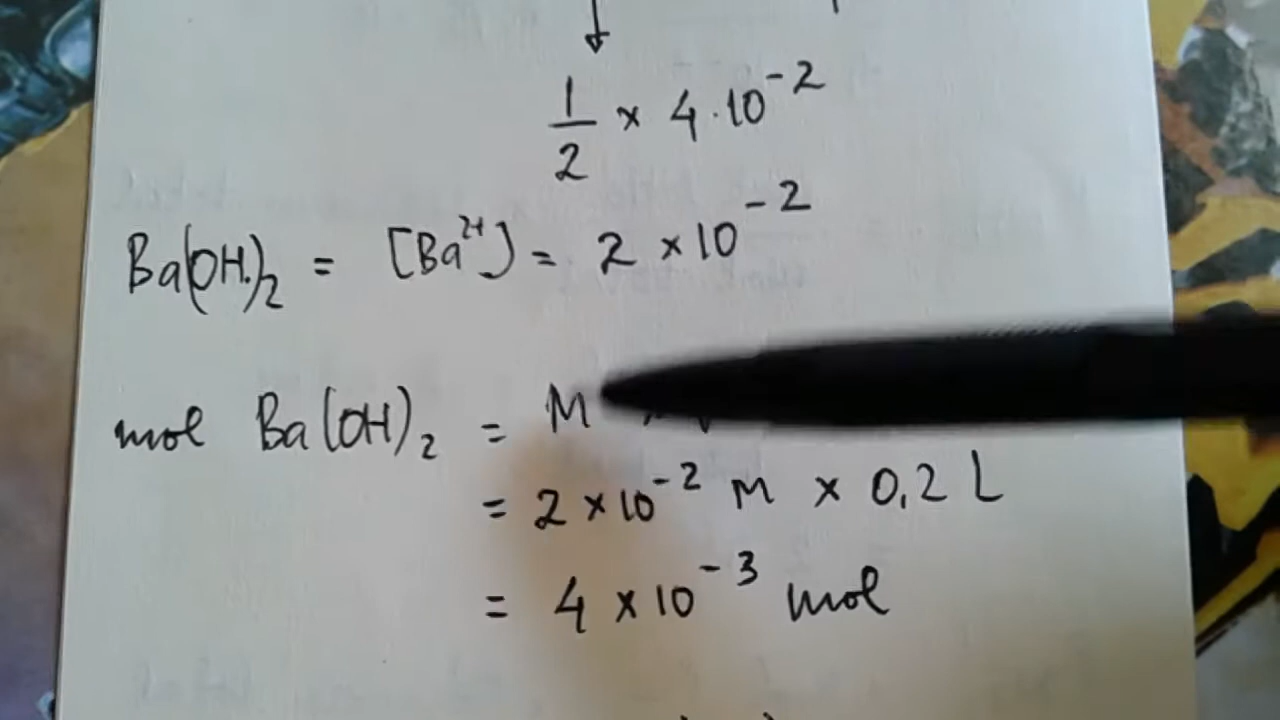 1/2 × 4·10⁻²
Ba(OH)₂ = [Ba²⁺] = 2 × 10⁻²
mol Ba(OH)₂ = M
= 2 × 10⁻² M × 0,2 L
= 4 × 10⁻³ mol